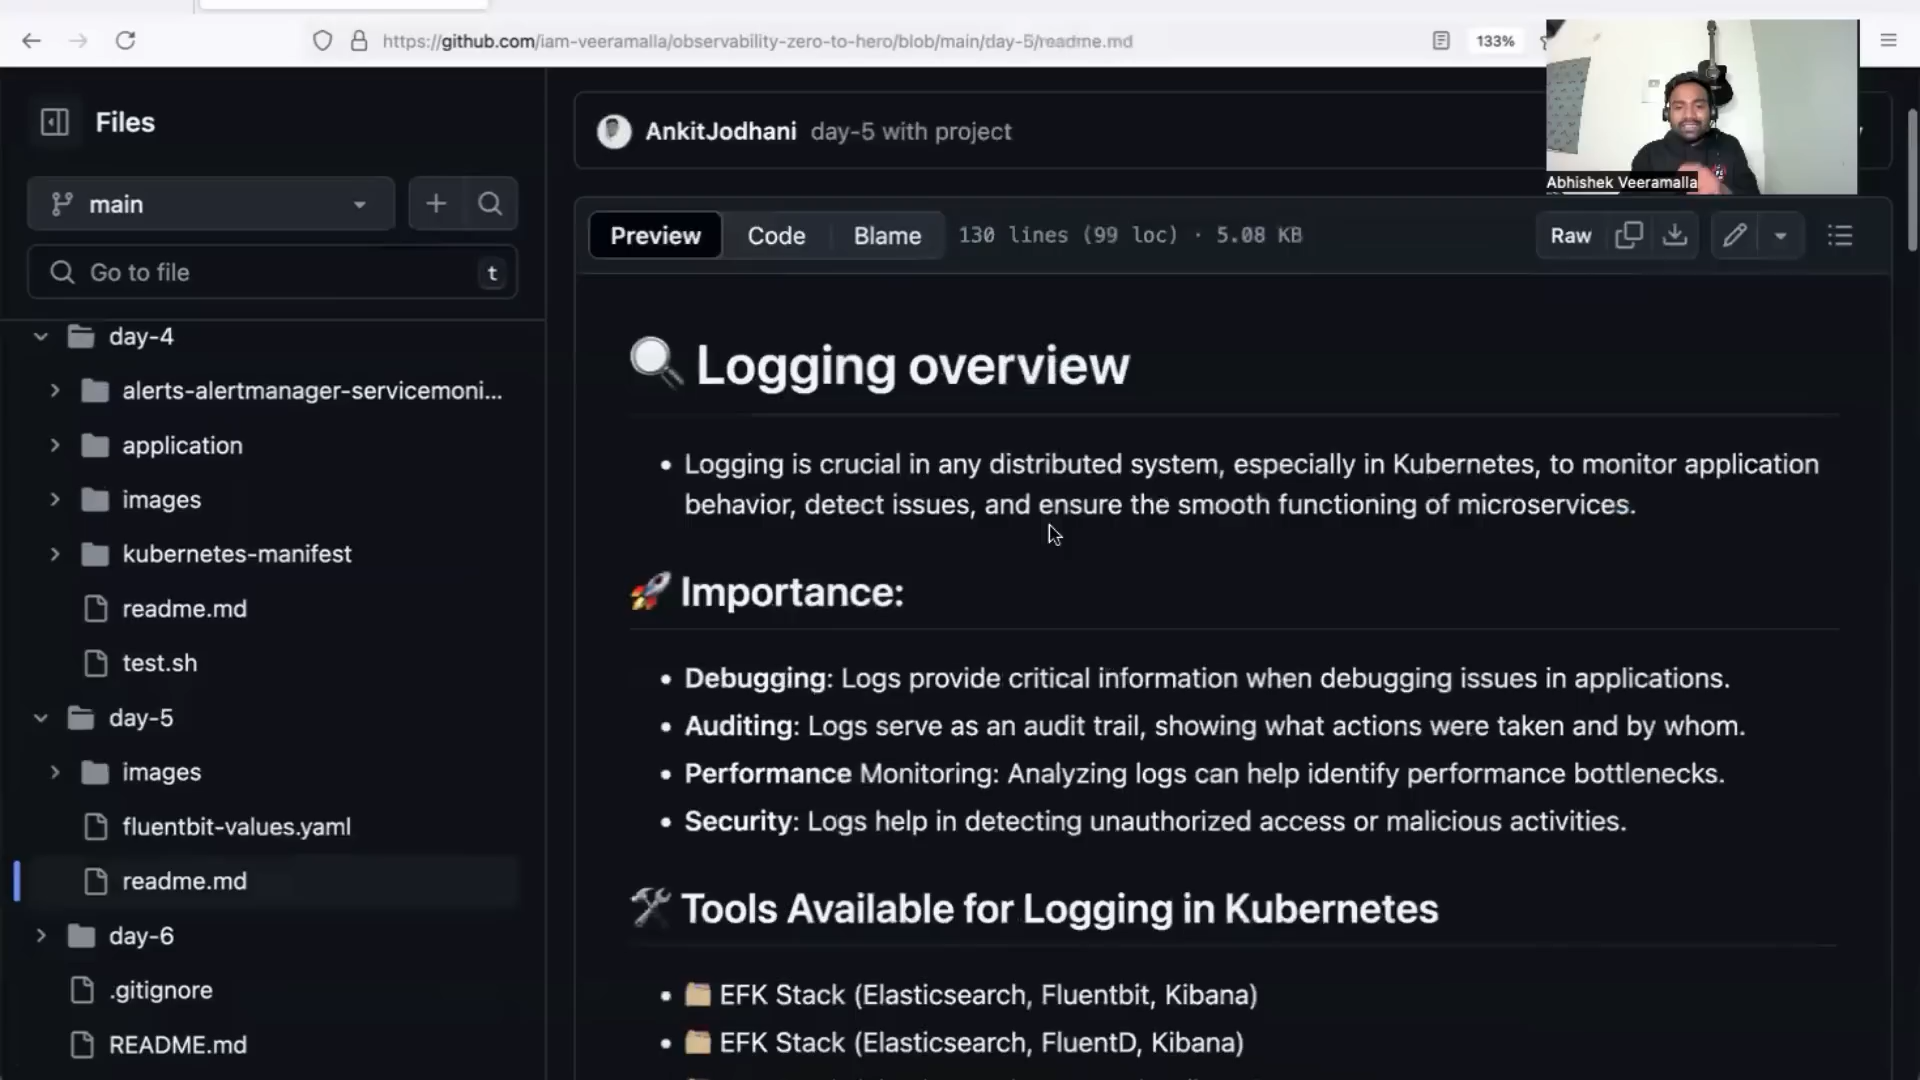 https://github.com/iam-veeramalla/observability-zero-to-hero/blob/main/day-5/readme.md
133%
Files
main
Go to file
t
day-4
alerts-alertmanager-servicemoni...
application
images
kubernetes-manifest
readme.md
test.sh
day-5
images
fluentbit-values.yaml
readme.md
day-6
.gitignore
README.md
AnkitJodhani day-5 with project
Abhishek Veeramalla
Preview Code Blame 130 lines (99 loc) · 5.08 KB Raw
Logging overview
• Logging is crucial in any distributed system, especially in Kubernetes, to monitor application
behavior, detect issues, and ensure the smooth functioning of microservices.
Importance:
• Debugging: Logs provide critical information when debugging issues in applications.
• Auditing: Logs serve as an audit trail, showing what actions were taken and by whom.
• Performance Monitoring: Analyzing logs can help identify performance bottlenecks.
• Security: Logs help in detecting unauthorized access or malicious activities.
Tools Available for Logging in Kubernetes
• EFK Stack (Elasticsearch, Fluentbit, Kibana)
• EFK Stack (Elasticsearch, FluentD, Kibana)